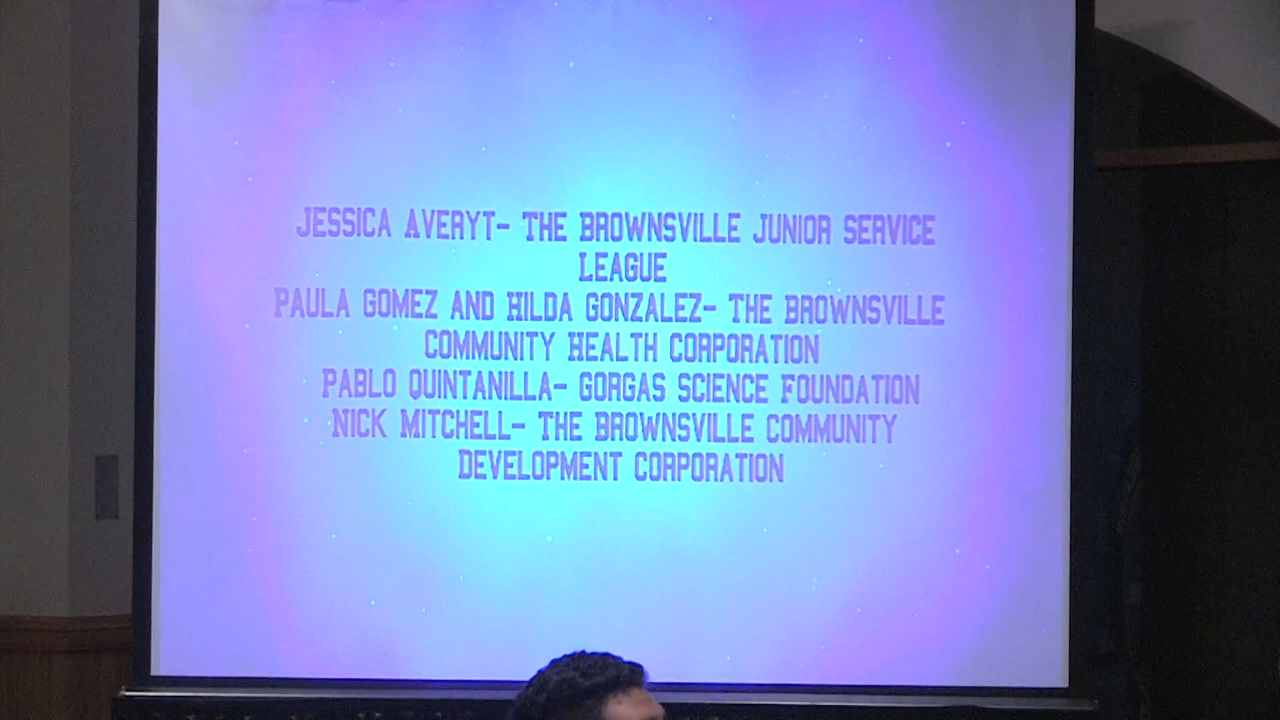 JESSICA AVERYT- THE BROWNSVILLE JUNIOR SERVICE
LEAGUE
PAULA GOMEZ AND HILDA GONZALEZ- THE BROWNSVILLE
COMMUNITY HEALTH CORPORATION
PABLO QUINTANILLA- GORGAS SCIENCE FOUNDATION
NICK MITCHELL- THE BROWNSVILLE COMMUNITY
DEVELOPMENT CORPORATION